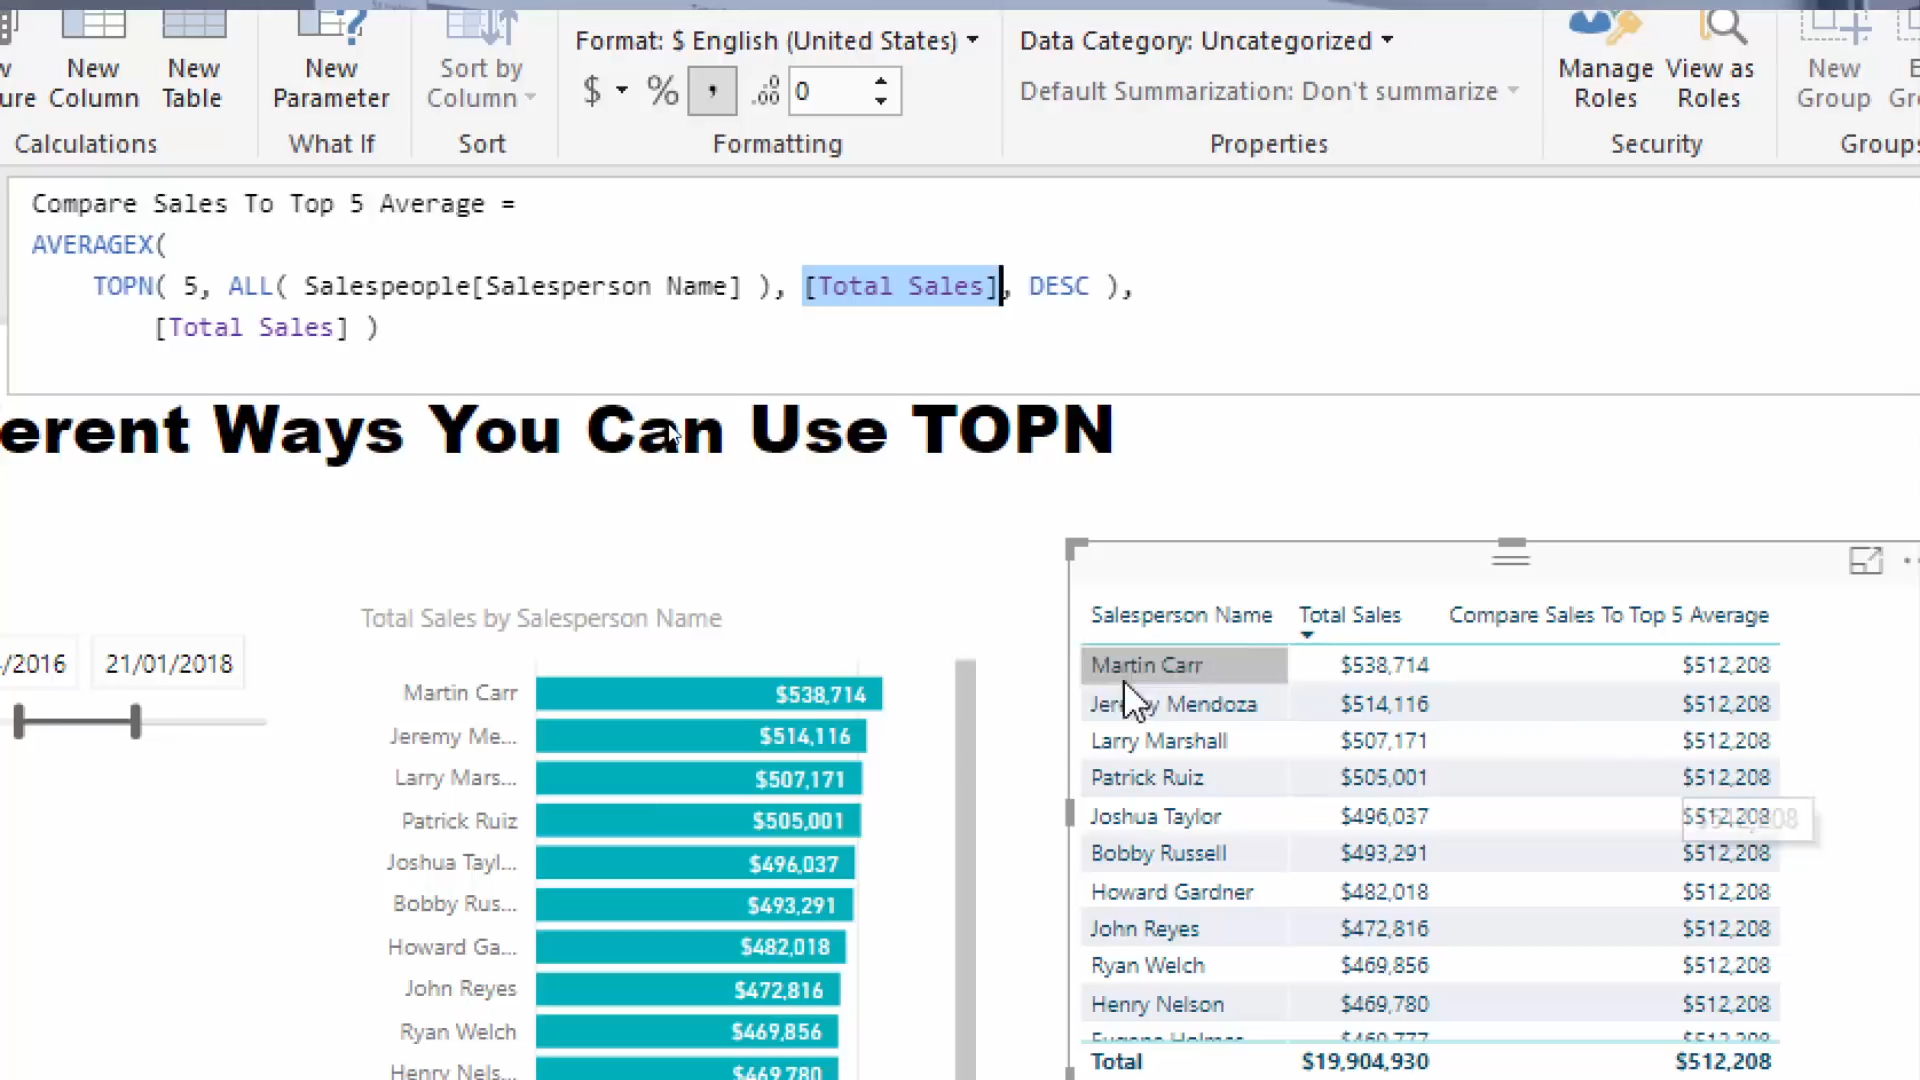 New
Column
New
Table
Calculations
New
Parameter
What If
Sort by
Column
Sort
Format: $ English (United States)
$ % , .00 0
Formatting
Data Category: Uncategorized
Default Summarization: Don't summarize
Properties
Manage
Roles
View as
Roles
Security
New
Group
Groups
Compare Sales To Top 5 Average =
AVERAGEX(
TOPN( 5, ALL( Salespeople[Salesperson Name] ), [Total Sales], DESC ),
[Total Sales] )
erent Ways You Can Use TOPN
/2016 21/01/2018
Total Sales by Salesperson Name
Martin Carr $538,714
Jeremy Me... $514,116
Larry Mars... $507,171
Patrick Ruiz $505,001
Joshua Tayl... $496,037
Bobby Rus... $493,291
Howard Ga... $482,018
John Reyes $472,816
Ryan Welch $469,856
Henry Nels... $469,780
Salesperson Name Total Sales Compare Sales To Top 5 Average
Martin Carr $538,714 $512,208
Jeremy Mendoza $514,116 $512,208
Larry Marshall $507,171 $512,208
Patrick Ruiz $505,001 $512,208
Joshua Taylor $496,037 $512,208
Bobby Russell $493,291 $512,208
Howard Gardner $482,018 $512,208
John Reyes $472,816 $512,208
Ryan Welch $469,856 $512,208
Henry Nelson $469,780 $512,208
Total $19,904,930 $512,208